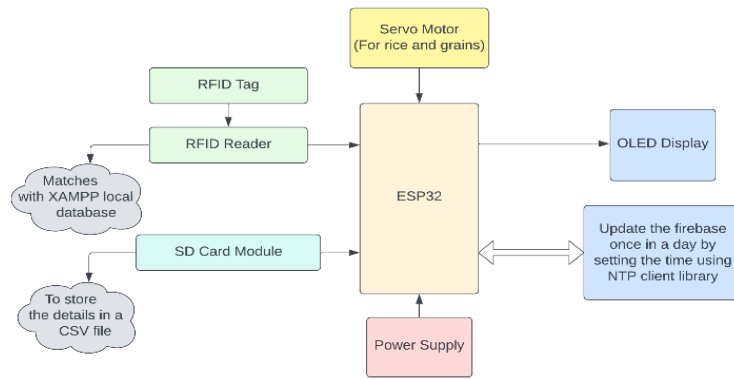 Servo Motor
(For rice and grains)
RFID Tag
RFID Reader
OLED Display
Matches
with XAMPP local
database
ESP32
SD Card Module
Update the firebase
once in a day by
setting the time using
NTP client library
To store
the details in a
CSV file
Power Supply